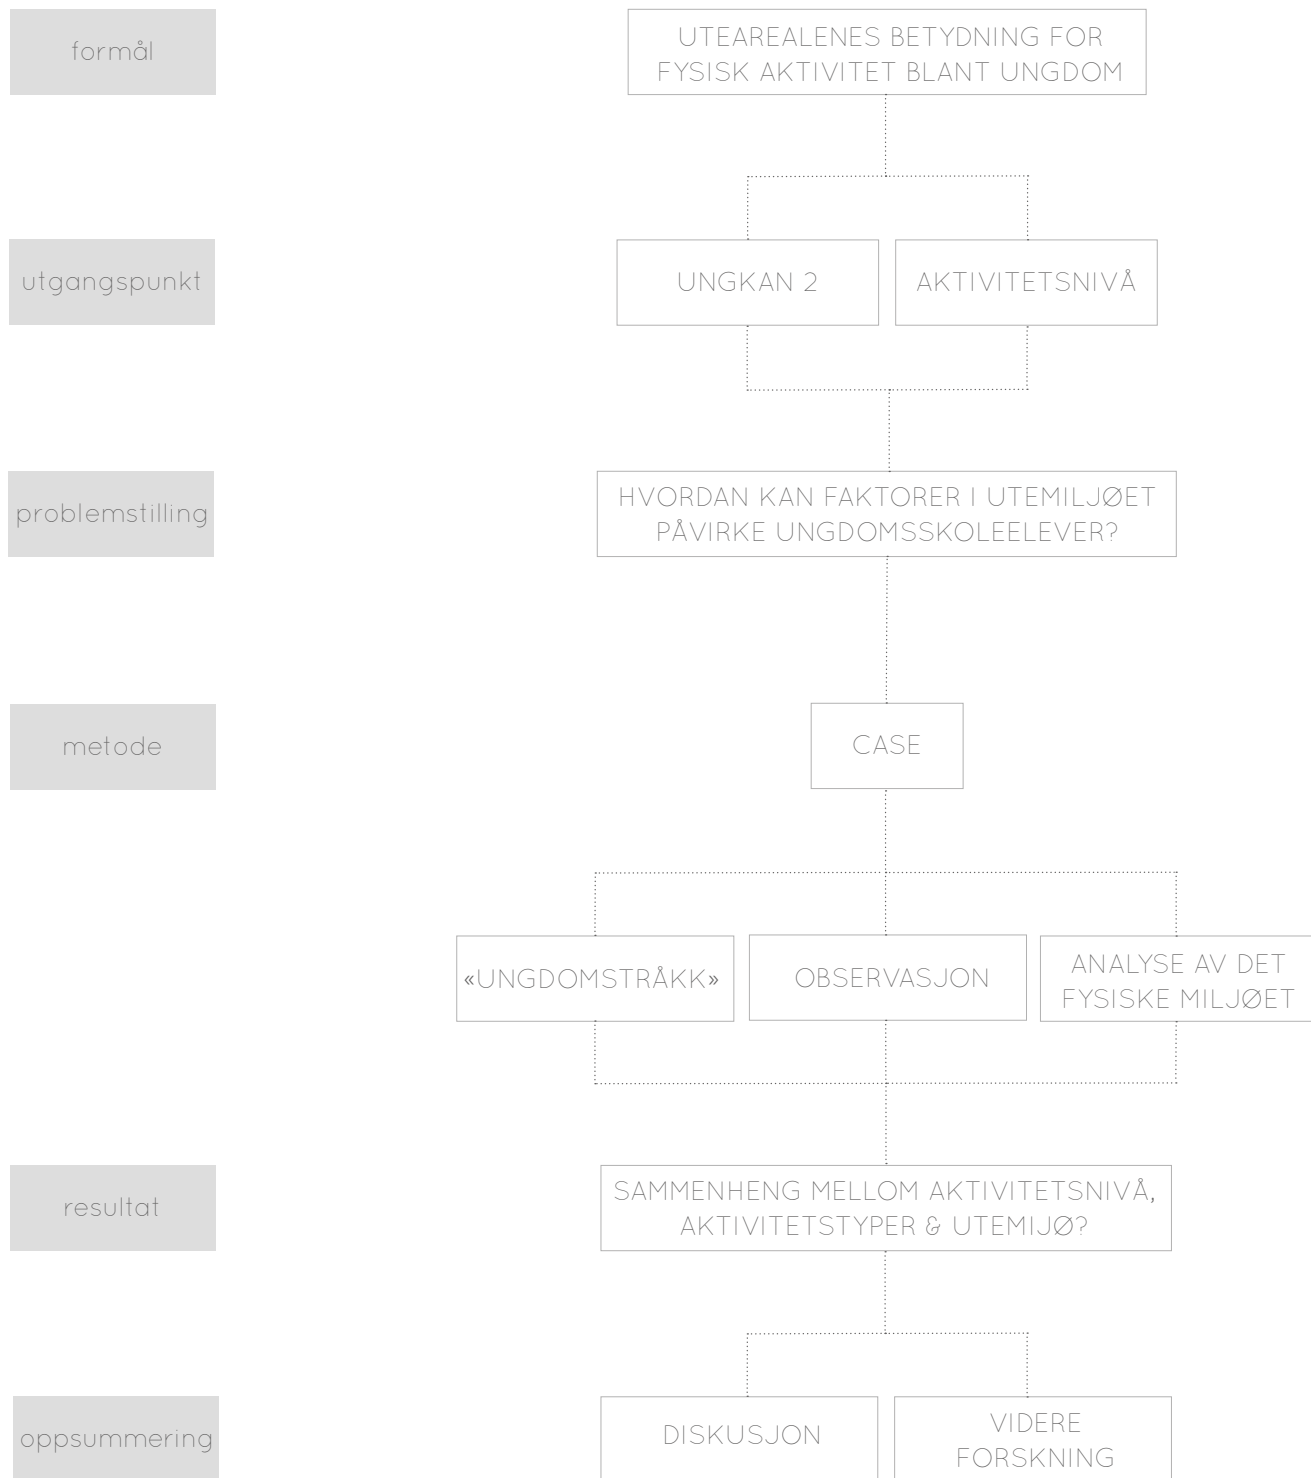 formål
UTEAREALENES BETYDNING FOR
FYSISK AKTIVITET BLANT UNGDOM
utgangspunkt
UNGKAN 2
AKTIVITETSNIVÅ
problemstilling
HVORDAN KAN FAKTORER I UTEMILJØET
PÅVIRKE UNGDOMSSKOLEELEVER?
metode
CASE
«UNGDOMSTRÅKK»
OBSERVASJON
ANALYSE AV DET
FYSISKE MILJØET
resultat
SAMMENHENG MELLOM AKTIVITETSNIVÅ,
AKTIVITETSTYPER & UTEMIJØ?
oppsummering
DISKUSJON
VIDERE
FORSKNING